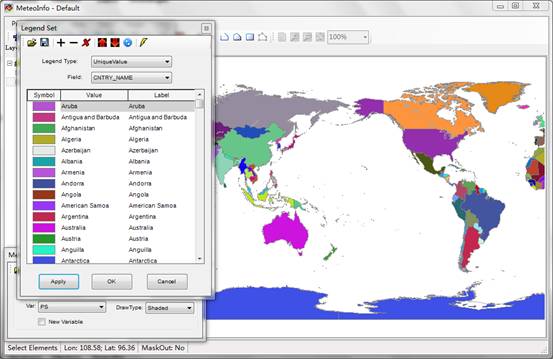 MeteoInfo - Default
Legend Set
100%
Legend Type: UniqueValue
Field: CNTRY_NAME
Symbol Value Label
Aruba Aruba
Antigua and Barbuda Antigua and Barbuda
Afghanistan Afghanistan
Algeria Algeria
Azerbaijan Azerbaijan
Albania Albania
Armenia Armenia
Andorra Andorra
Angola Angola
American Samoa American Samoa
Argentina Argentina
Australia Australia
Austria Austria
Anguilla Anguilla
Antarctica Antarctica
Apply OK Cancel
Var: PS DrawType: Shaded
New Variable
Select Elements Lon: 108.58; Lat: 96.36 MaskOut: No